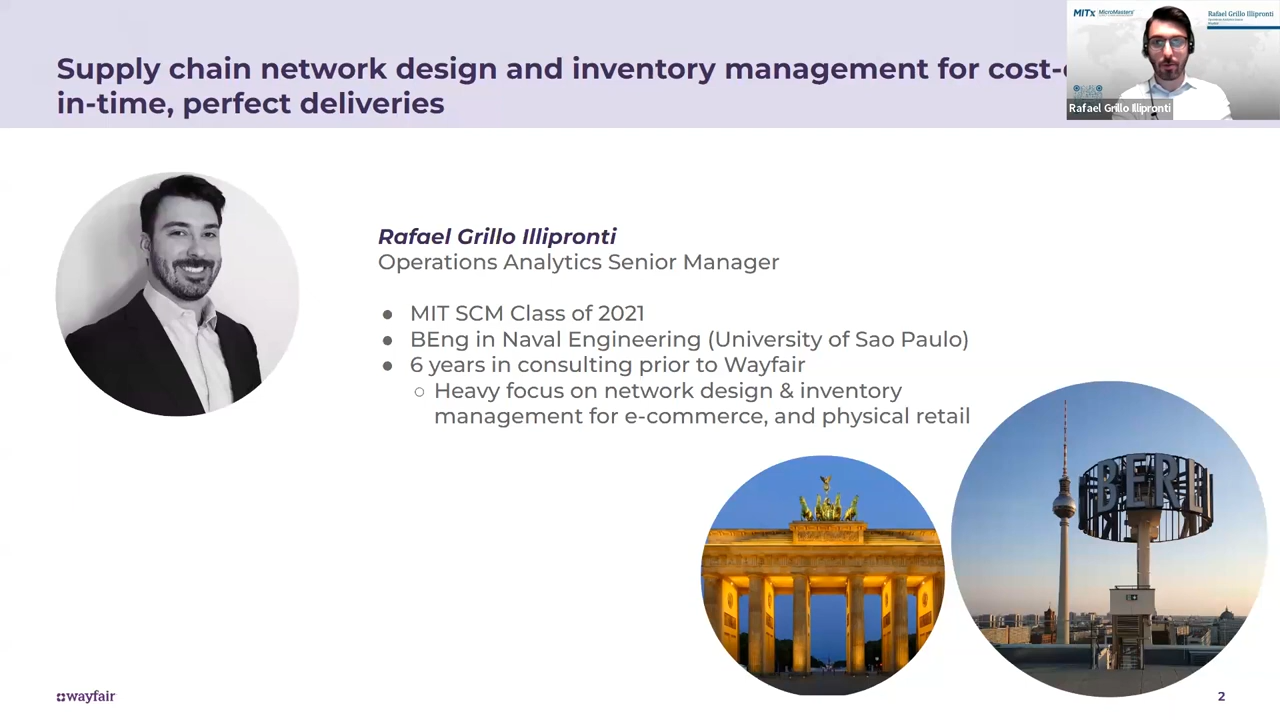 Supply chain network design and inventory management for cost-
in-time, perfect deliveries
MITx MicroMasters
Rafael Grillo Illipronti
Rafael Grillo Illipronti
Rafael Grillo Illipronti
Operations Analytics Senior Manager
● MIT SCM Class of 2021
● BEng in Naval Engineering (University of Sao Paulo)
● 6 years in consulting prior to Wayfair
○ Heavy focus on network design & inventory
management for e-commerce, and physical retail
BERL
wayfair
2